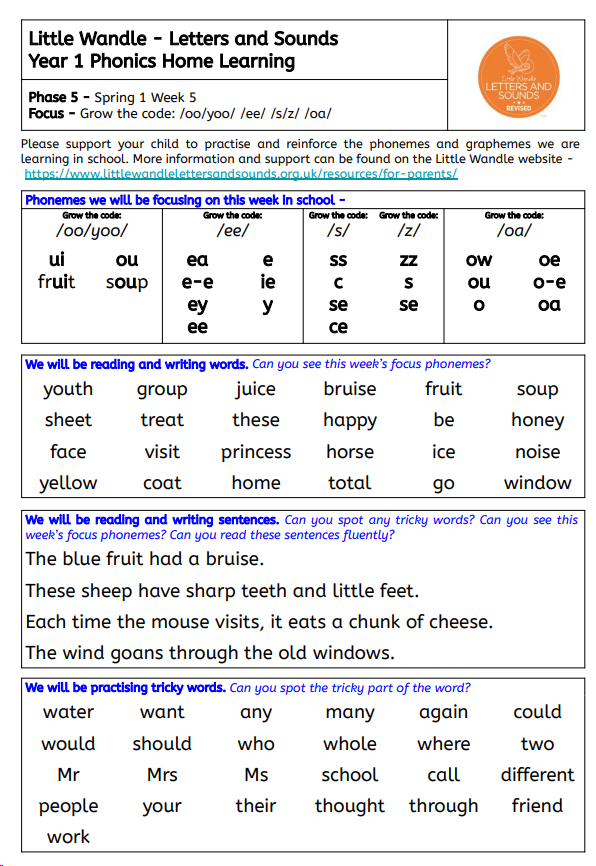 Little Wandle - Letters and Sounds
Year 1 Phonics Home Learning
Little Wandle
LETTERS AND
SOUNDS
REVISED
Phase 5 - Spring 1 Week 5
Focus - Grow the code: /oo/yoo/ /ee/ /s/z/ /oa/
Please support your child to practise and reinforce the phonemes and graphemes we are
learning in school. More information and support can be found on the Little Wandle website -
https://www.littlewandlelettersandsounds.org.uk/resources/for-parents/
Phonemes we will be focusing on this week in school -
Grow the code: Grow the code: Grow the code: Grow the code: Grow the code:
/oo/yoo/ /ee/ /s/ /z/ /oa/
ui ou ea e ss zz ow oe
fruit soup e-e ie c s ou o-e
ey y se se o oa
ee ce
We will be reading and writing words. Can you see this week's focus phonemes?
youth group juice bruise fruit soup
sheet treat these happy be honey
face visit princess horse ice noise
yellow coat home total go window
We will be reading and writing sentences. Can you spot any tricky words? Can you see this
week's focus phonemes? Can you read these sentences fluently?
The blue fruit had a bruise.
These sheep have sharp teeth and little feet.
Each time the mouse visits, it eats a chunk of cheese.
The wind goans through the old windows.
We will be practising tricky words. Can you spot the tricky part of the word?
water want any many again could
would should who whole where two
Mr Mrs Ms school call different
people your their thought through friend
work